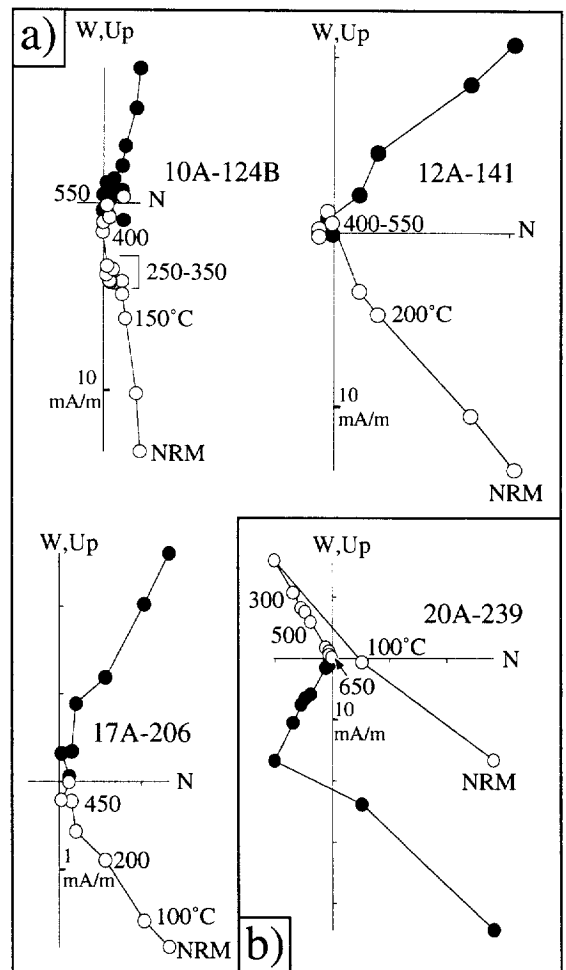 a)
W,Up
10A-124B
550
N
400
250-350
150°C
10
mA/m
NRM
W,Up
12A-141
400-550
N
200°C
10
mA/m
NRM
W,Up
17A-206
N
450
200
1
mA/m
100°C
NRM
W,Up
300
20A-239
500
100°C
N
650
10
mA/m
NRM
b)